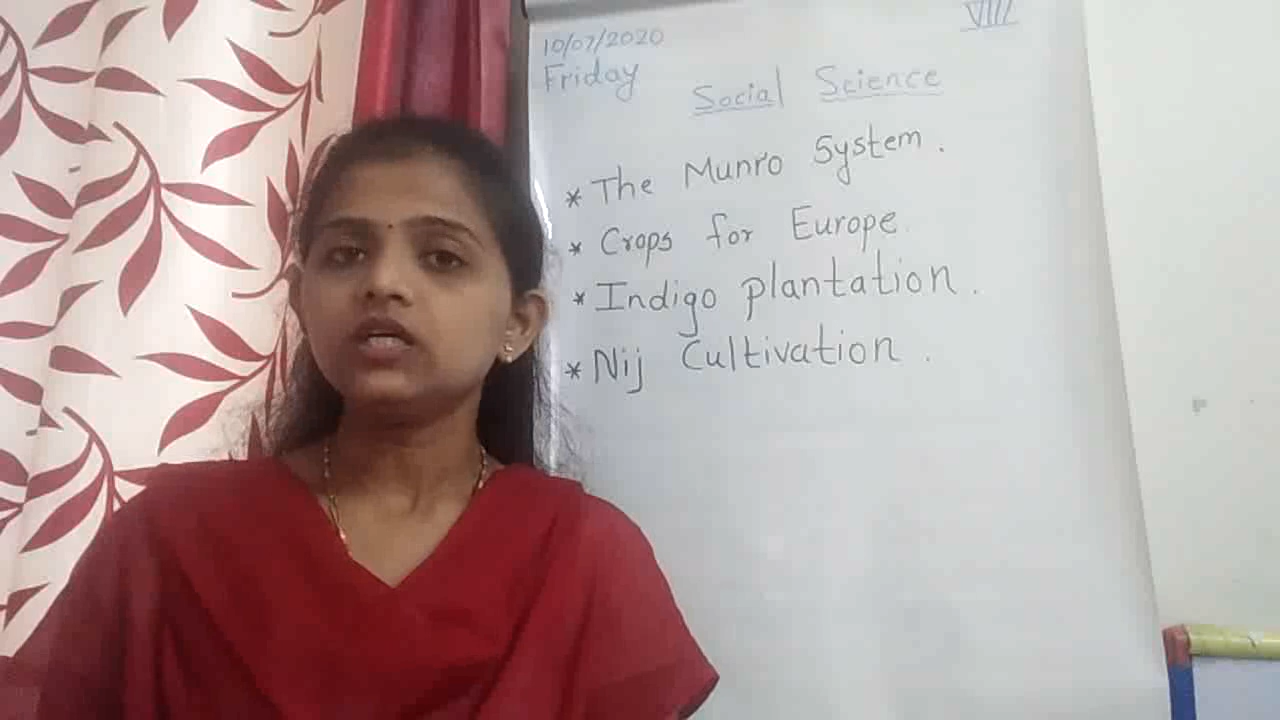 10/07/2020
VIII
Friday
Social Science
* The Munro System.
* Crops for Europe.
* Indigo plantation.
* Nij Cultivation.